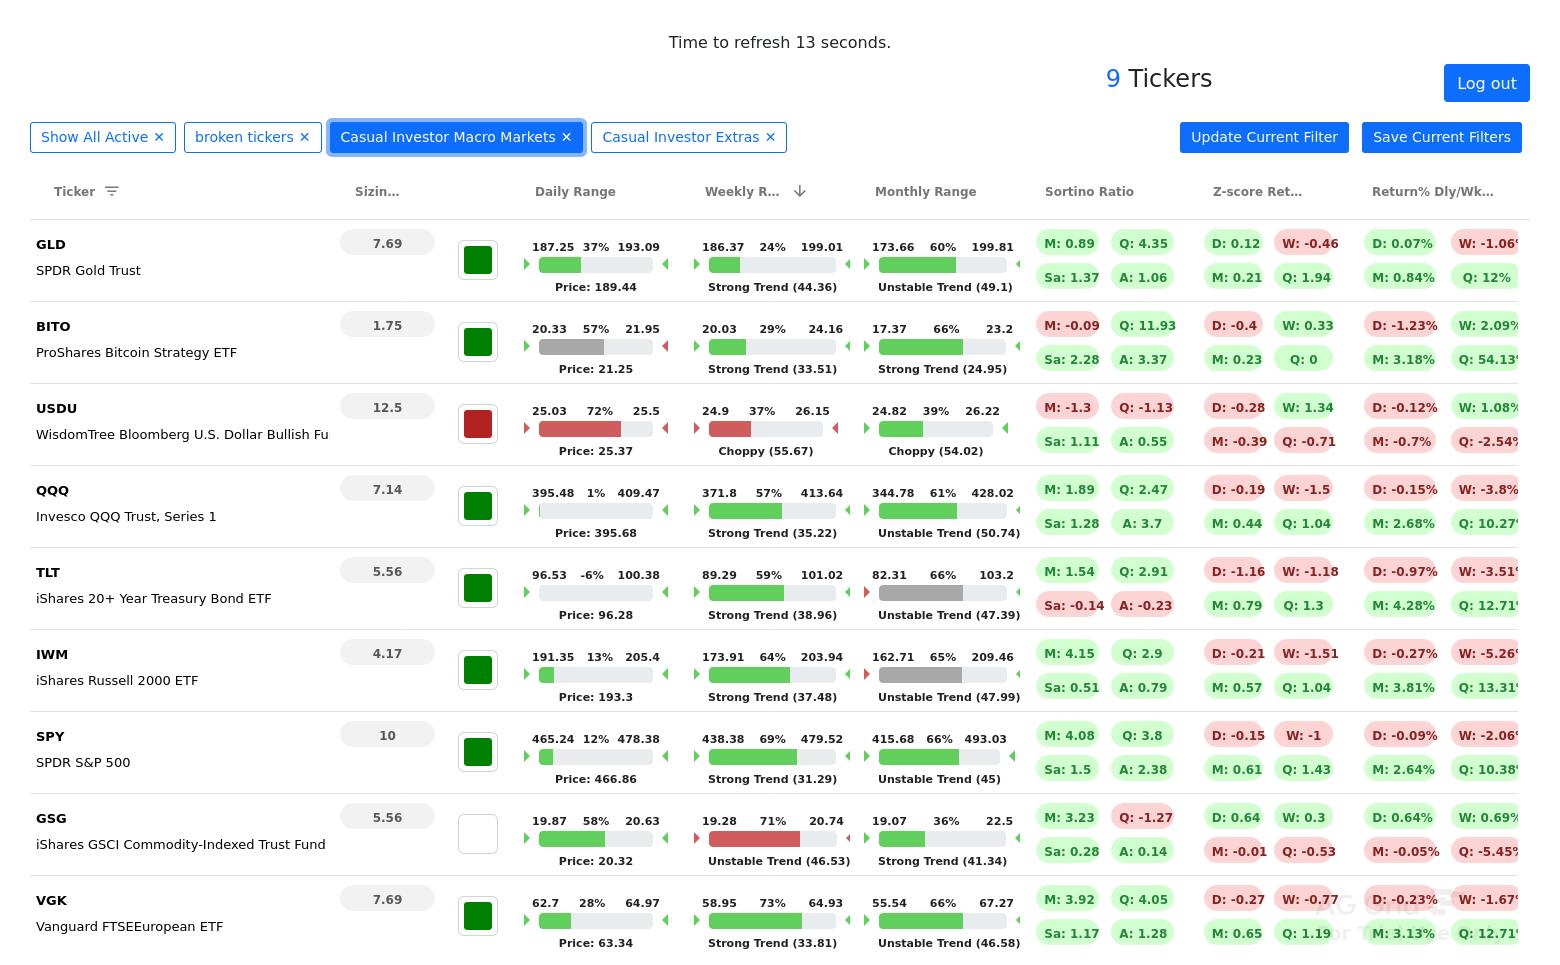 Time to refresh 13 seconds.
9 Tickers
Log out
Show All Active ✕ broken tickers ✕ Casual Investor Macro Markets ✕ Casual Investor Extras ✕ Update Current Filter Save Current Filters
Ticker Sizin... Daily Range Weekly R... Monthly Range Sortino Ratio Z-score Ret... Return% Dly/Wk...
GLD 7.69 187.25 37% 193.09 186.37 24% 199.01 173.66 60% 199.81 M: 0.89 Q: 4.35 D: 0.12 W: -0.46 D: 0.07% W: -1.06%
SPDR Gold Trust Sa: 1.37 A: 1.06 M: 0.21 Q: 1.94 M: 0.84% Q: 12%
Price: 189.44 Strong Trend (44.36) Unstable Trend (49.1)
BITO 1.75 20.33 57% 21.95 20.03 29% 24.16 17.37 66% 23.2 M: -0.09 Q: 11.93 D: -0.4 W: 0.33 D: -1.23% W: 2.09%
ProShares Bitcoin Strategy ETF Sa: 2.28 A: 3.37 M: 0.23 Q: 0 M: 3.18% Q: 54.13%
Price: 21.25 Strong Trend (33.51) Strong Trend (24.95)
USDU 12.5 25.03 72% 25.5 24.9 37% 26.15 24.82 39% 26.22 M: -1.3 Q: -1.13 D: -0.28 W: 1.34 D: -0.12% W: 1.08%
WisdomTree Bloomberg U.S. Dollar Bullish Fu Sa: 1.11 A: 0.55 M: -0.39 Q: -0.71 M: -0.7% Q: -2.54%
Price: 25.37 Choppy (55.67) Choppy (54.02)
QQQ 7.14 395.48 1% 409.47 371.8 57% 413.64 344.78 61% 428.02 M: 1.89 Q: 2.47 D: -0.19 W: -1.5 D: -0.15% W: -3.8%
Invesco QQQ Trust, Series 1 Sa: 1.28 A: 3.7 M: 0.44 Q: 1.04 M: 2.68% Q: 10.27%
Price: 395.68 Strong Trend (35.22) Unstable Trend (50.74)
TLT 5.56 96.53 -6% 100.38 89.29 59% 101.02 82.31 66% 103.2 M: 1.54 Q: 2.91 D: -1.16 W: -1.18 D: -0.97% W: -3.51%
iShares 20+ Year Treasury Bond ETF Sa: -0.14 A: -0.23 M: 0.79 Q: 1.3 M: 4.28% Q: 12.71%
Price: 96.28 Strong Trend (38.96) Unstable Trend (47.39)
IWM 4.17 191.35 13% 205.4 173.91 64% 203.94 162.71 65% 209.46 M: 4.15 Q: 2.9 D: -0.21 W: -1.51 D: -0.27% W: -5.26%
iShares Russell 2000 ETF Sa: 0.51 A: 0.79 M: 0.57 Q: 1.04 M: 3.81% Q: 13.31%
Price: 193.3 Strong Trend (37.48) Unstable Trend (47.99)
SPY 10 465.24 12% 478.38 438.38 69% 479.52 415.68 66% 493.03 M: 4.08 Q: 3.8 D: -0.15 W: -1 D: -0.09% W: -2.06%
SPDR S&P 500 Sa: 1.5 A: 2.38 M: 0.61 Q: 1.43 M: 2.64% Q: 10.38%
Price: 466.86 Strong Trend (31.29) Unstable Trend (45)
GSG 5.56 19.87 58% 20.63 19.28 71% 20.74 19.07 36% 22.5 M: 3.23 Q: -1.27 D: 0.64 W: 0.3 D: 0.64% W: 0.69%
iShares GSCI Commodity-Indexed Trust Fund Sa: 0.28 A: 0.14 M: -0.01 Q: -0.53 M: -0.05% Q: -5.45%
Price: 20.32 Unstable Trend (46.53) Strong Trend (41.34)
VGK 7.69 62.7 28% 64.97 58.95 73% 64.93 55.54 66% 67.27 M: 3.92 Q: 4.05 D: -0.27 W: -0.77 D: -0.23% W: -1.67%
Vanguard FTSEEuropean ETF Sa: 1.17 A: 1.28 M: 0.65 Q: 1.19 M: 3.13% Q: 12.71%
Price: 63.34 Strong Trend (33.81) Unstable Trend (46.58)
AG Grid